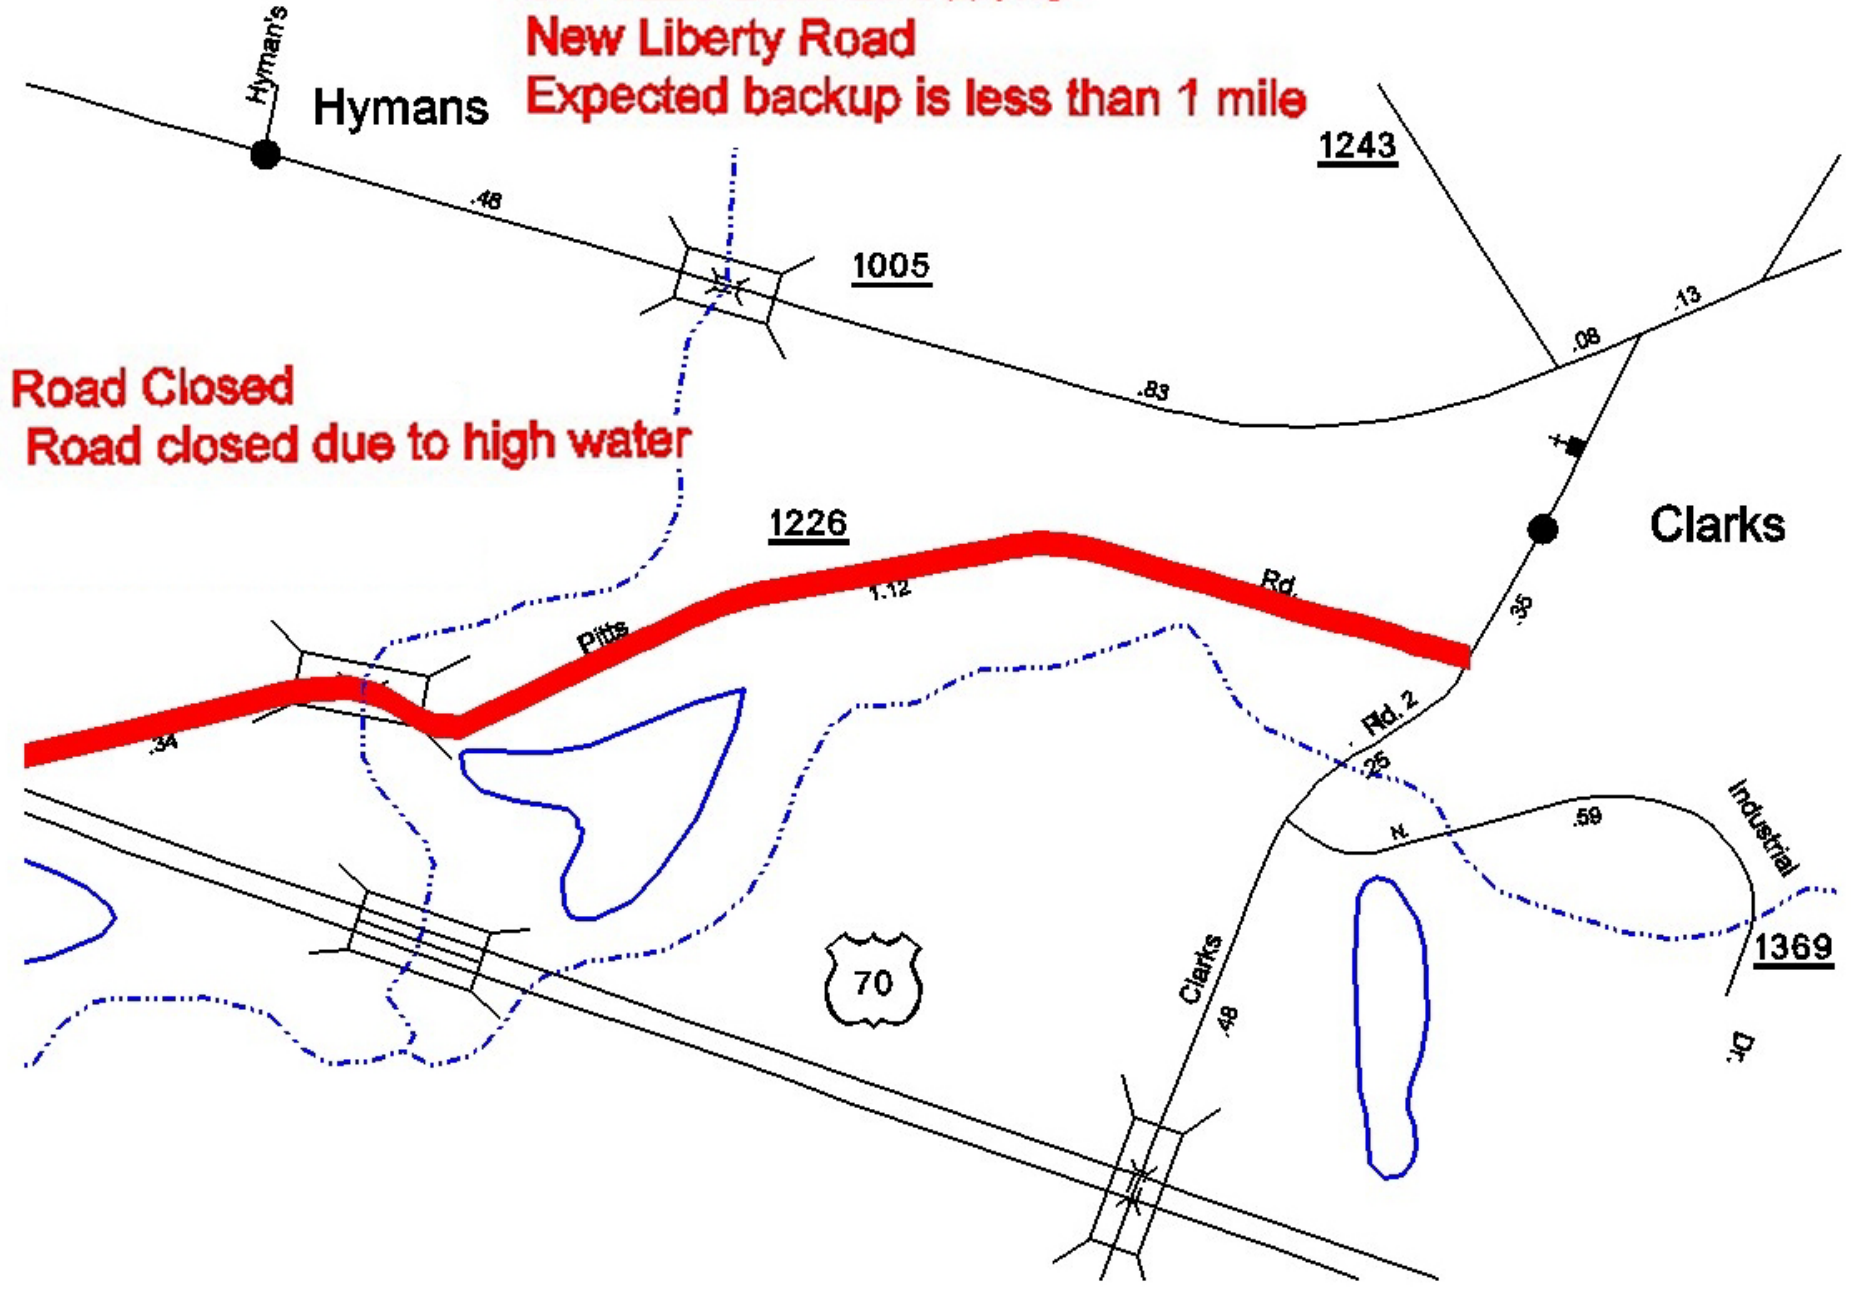 New Liberty Road
Expected backup is less than 1 mile
Hyman's
Hymans
1243
.48
1005
.13
.08
.83
Road Closed
Road closed due to high water
1226
Clarks
Rd.
1.12
.35
Pitts
Rd. 2
.34
.25
Industrial
N.
.59
1369
Clarks
70
.48
Dr.